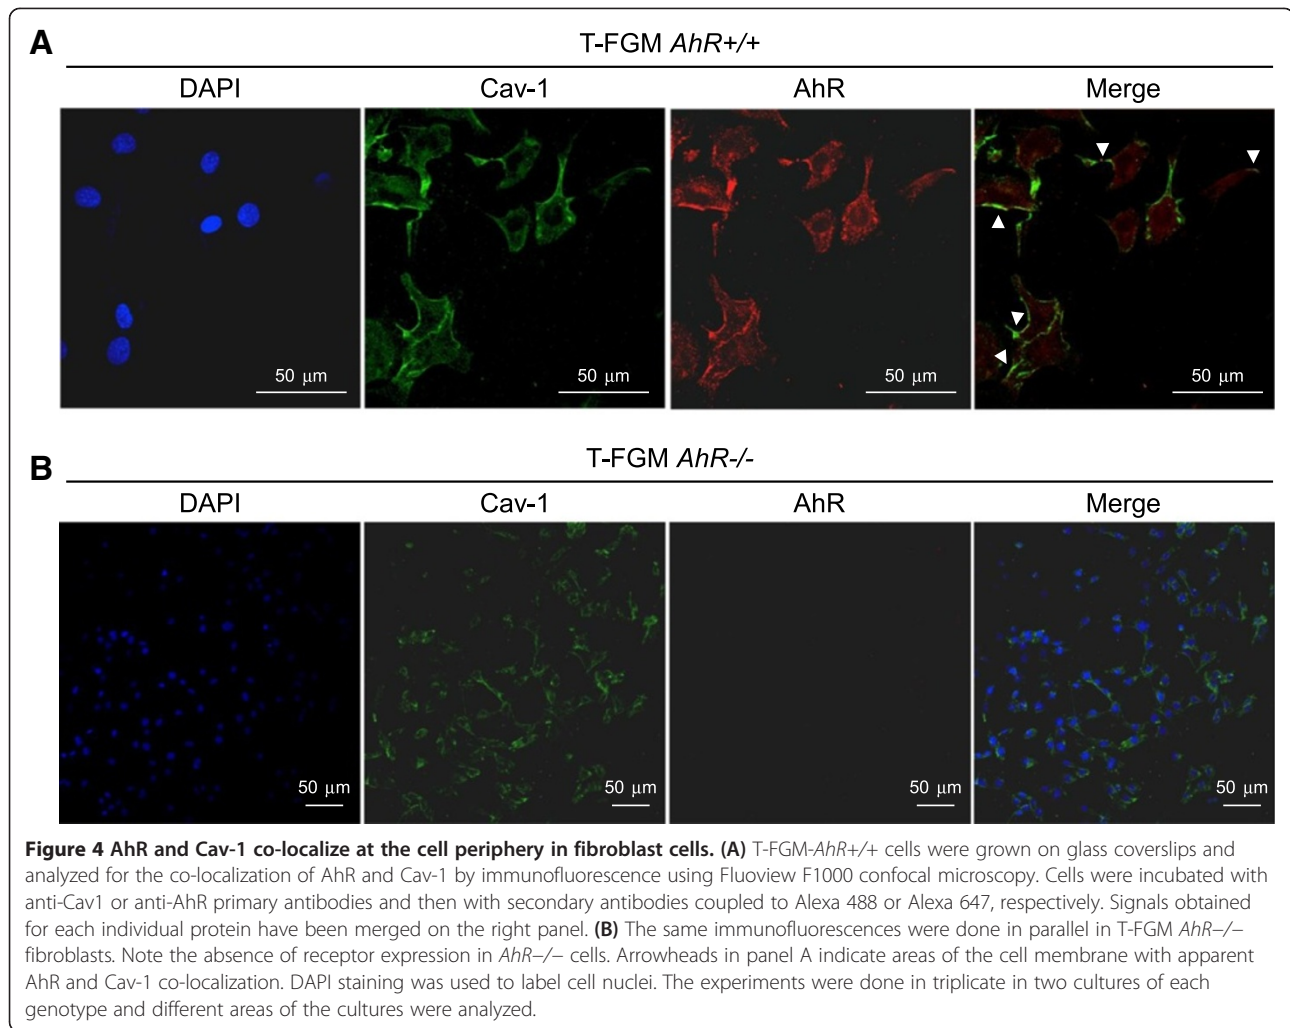 A
T-FGM AhR+/+
DAPI
Cav-1
AhR
Merge
50 μm
50 μm
50 μm
50 μm
B
T-FGM AhR-/-
DAPI
Cav-1
AhR
Merge
50 μm
50 μm
50 μm
50 μm
Figure 4 AhR and Cav-1 co-localize at the cell periphery in fibroblast cells. (A) T-FGM-AhR+/+ cells were grown on glass coverslips and
analyzed for the co-localization of AhR and Cav-1 by immunofluorescence using Fluoview F1000 confocal microscopy. Cells were incubated with
anti-Cav1 or anti-AhR primary antibodies and then with secondary antibodies coupled to Alexa 488 or Alexa 647, respectively. Signals obtained
for each individual protein have been merged on the right panel. (B) The same immunofluorescences were done in parallel in T-FGM AhR−/−
fibroblasts. Note the absence of receptor expression in AhR−/− cells. Arrowheads in panel A indicate areas of the cell membrane with apparent
AhR and Cav-1 co-localization. DAPI staining was used to label cell nuclei. The experiments were done in triplicate in two cultures of each
genotype and different areas of the cultures were analyzed.